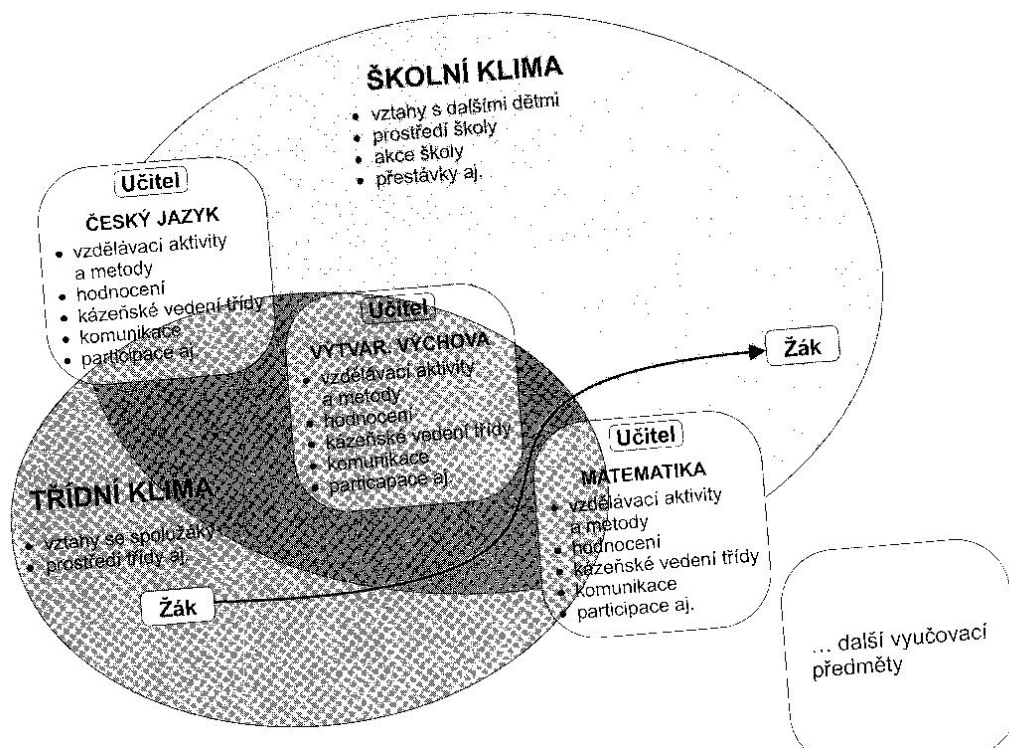 ŠKOLNÍ KLIMA
• vztahy s dalšími dětmi
• prostředí školy
• akce školy
• přestávky aj.
Učitel
ČESKÝ JAZYK
• vzdělávací aktivity
a metody
• hodnocení
• kázeňské vedení třídy
• komunikace
• participace aj.
Učitel
VÝTVAR. VÝCHOVA
• vzdělávací aktivity
a metody
• hodnocení
• kázeňské vedení třídy
• komunikace
• particapace aj.
Žák
Učitel
MATEMATIKA
• vzdělávací aktivity
a metody
• hodnocení
• kázeňské vedení třídy
• komunikace
• participace aj.
TŘÍDNÍ KLIMA
• vztahy se spolužáky
• prostředí třídy aj.
Žák
... další vyučovací
předměty